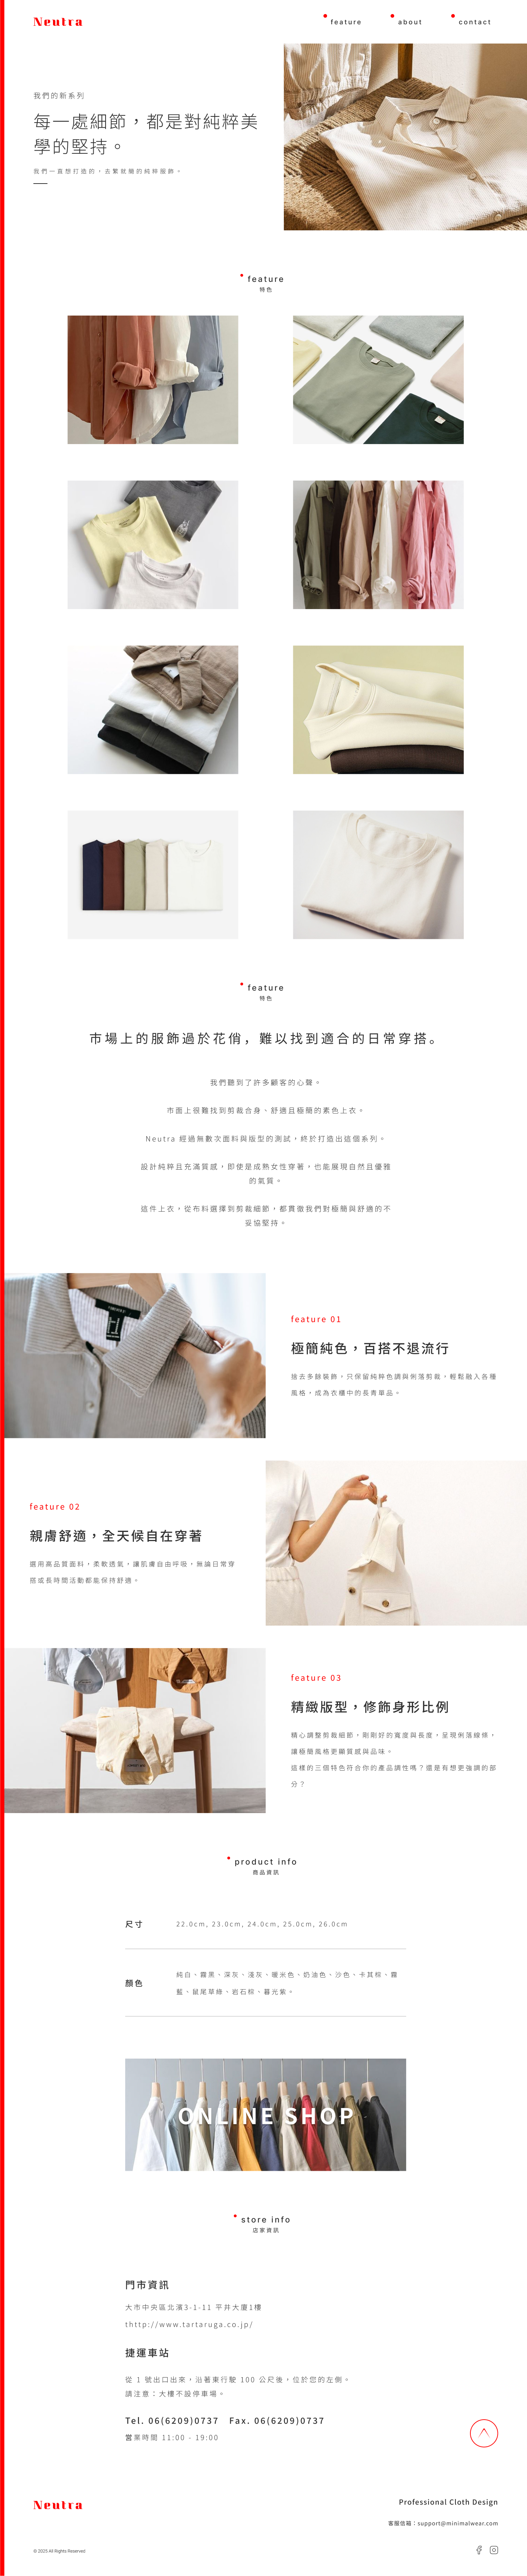 Neutra
feature
about
contact
我們的新系列
每一處細節，都是對純粹美
學的堅持。
我們一直想打造的，去繁就簡的純粹服飾。
feature
特色
feature
特色
市場上的服飾過於花俏，難以找到適合的日常穿搭。
我們聽到了許多顧客的心聲。
市面上很難找到剪裁合身、舒適且極簡的素色上衣。
Neutra 經過無數次面料與版型的測試，終於打造出這個系列。
設計純粹且充滿質感，即使是成熟女性穿著，也能展現自然且優雅
的氣質。
這件上衣，從布料選擇到剪裁細節，都貫徹我們對極簡與舒適的不
妥協堅持。
feature 01
極簡純色，百搭不退流行
捨去多餘裝飾，只保留純粹色調與俐落剪裁，輕鬆融入各種
風格，成為衣櫃中的長青單品。
feature 02
親膚舒適，全天候自在穿著
選用高品質面料，柔軟透氣，讓肌膚自由呼吸，無論日常穿
搭或長時間活動都能保持舒適。
feature 03
精緻版型，修飾身形比例
精心調整剪裁細節，剛剛好的寬度與長度，呈現俐落線條，
讓極簡風格更顯質感與品味。
這樣的三個特色符合你的產品調性嗎？還是有想更強調的部
分？
product info
商品資訊
尺寸
22.0cm, 23.0cm, 24.0cm, 25.0cm, 26.0cm
顏色
純白、霧黑、深灰、淺灰、暖米色、奶油色、沙色、卡其棕、霧
藍、鼠尾草綠、岩石棕、暮光紫。
ONLINE SHOP
store info
店家資訊
門市資訊
大市中央區北濱3-1-11 平井大廈1樓
thttp://www.tartaruga.co.jp/
捷運車站
從 1 號出口出來，沿著東行駛 100 公尺後，位於您的左側。
請注意：大樓不設停車場。
Tel. 06(6209)0737 Fax. 06(6209)0737
營業時間 11:00 - 19:00
Neutra
Professional Cloth Design
客服信箱：support@minimalwear.com
© 2025 All Rights Reserved